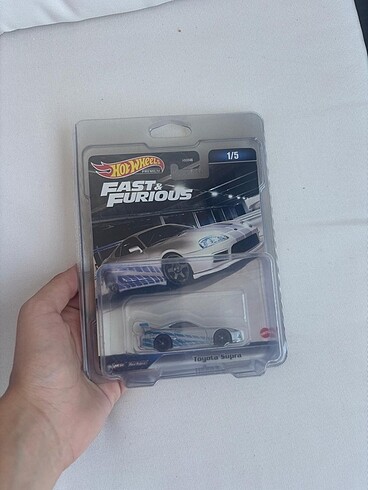 HOT WHEELS
PREMIUM
1/5
FAST &
FURIOUS
Toyota Supra